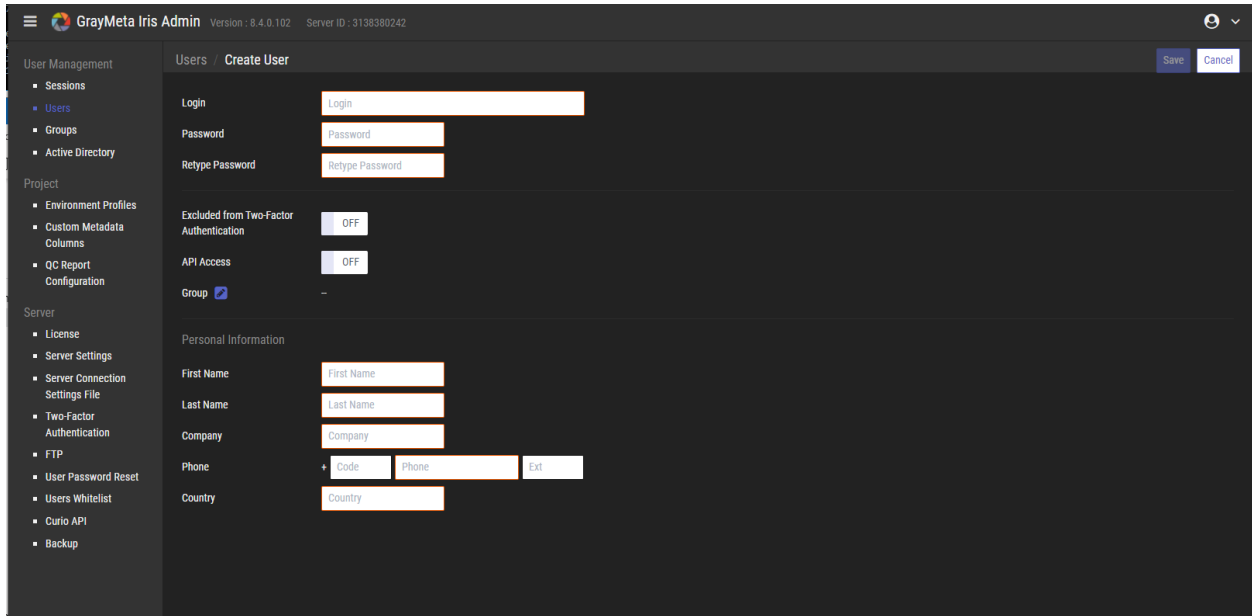 GrayMeta Iris Admin Version : 8.4.0.102 Server ID : 3138380242
User Management
Sessions
Users
Groups
Active Directory
Project
Environment Profiles
Custom Metadata
Columns
QC Report
Configuration
Server
License
Server Settings
Server Connection
Settings File
Two-Factor
Authentication
FTP
User Password Reset
Users Whitelist
Curio API
Backup
Users / Create User
Save Cancel
Login Login
Password Password
Retype Password Retype Password
Excluded from Two-Factor
Authentication
OFF
API Access OFF
Group –
Personal Information
First Name First Name
Last Name Last Name
Company Company
Phone + Code Phone Ext
Country Country